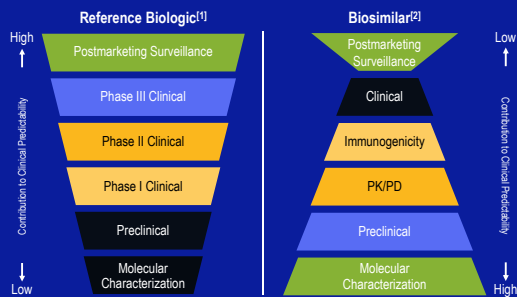 Reference Biologic[1]
High
Contribution to Clinical Predictability
Low
Postmarketing Surveillance
Phase III Clinical
Phase II Clinical
Phase I Clinical
Preclinical
Molecular
Characterization
Biosimilar[2]
Postmarketing
Surveillance
Clinical
Immunogenicity
PK/PD
Preclinical
Molecular
Characterization
Low
Contribution to Clinical Predictability
High